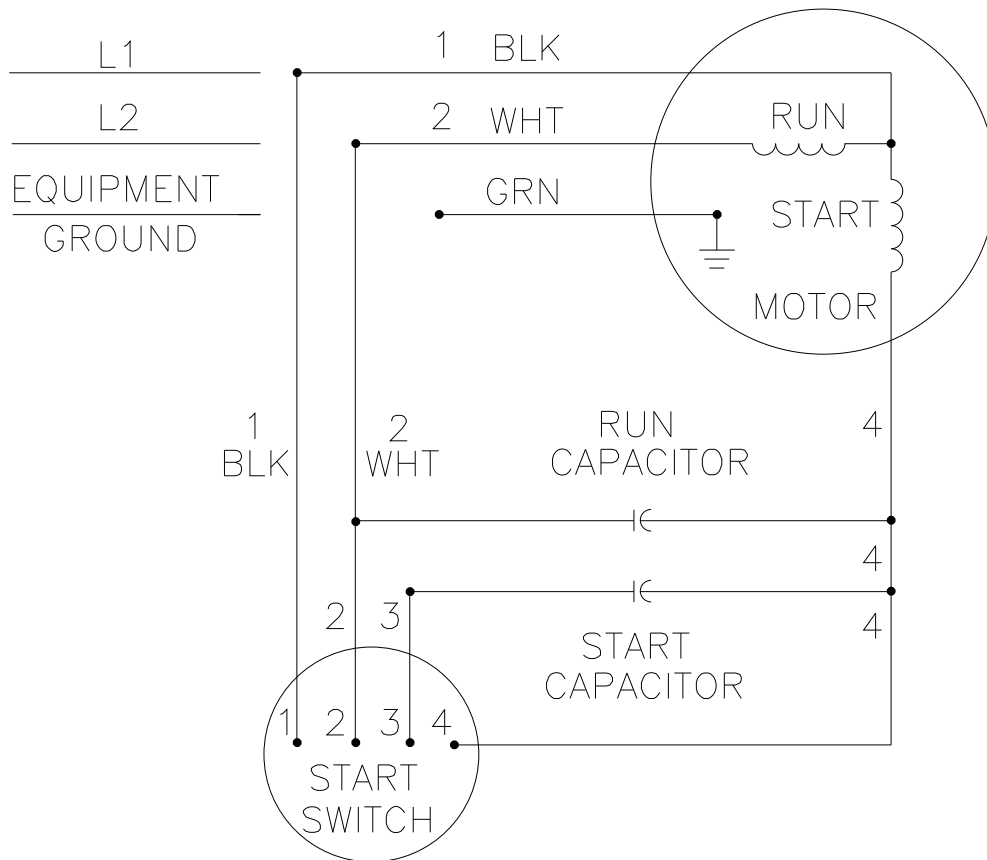 L1
1 BLK
L2
2 WHT
RUN
EQUIPMENT
GROUND
GRN
START
MOTOR
1
BLK
2
WHT
RUN
CAPACITOR
4
4
2
3
4
START
CAPACITOR
1
2
3
4
START
SWITCH